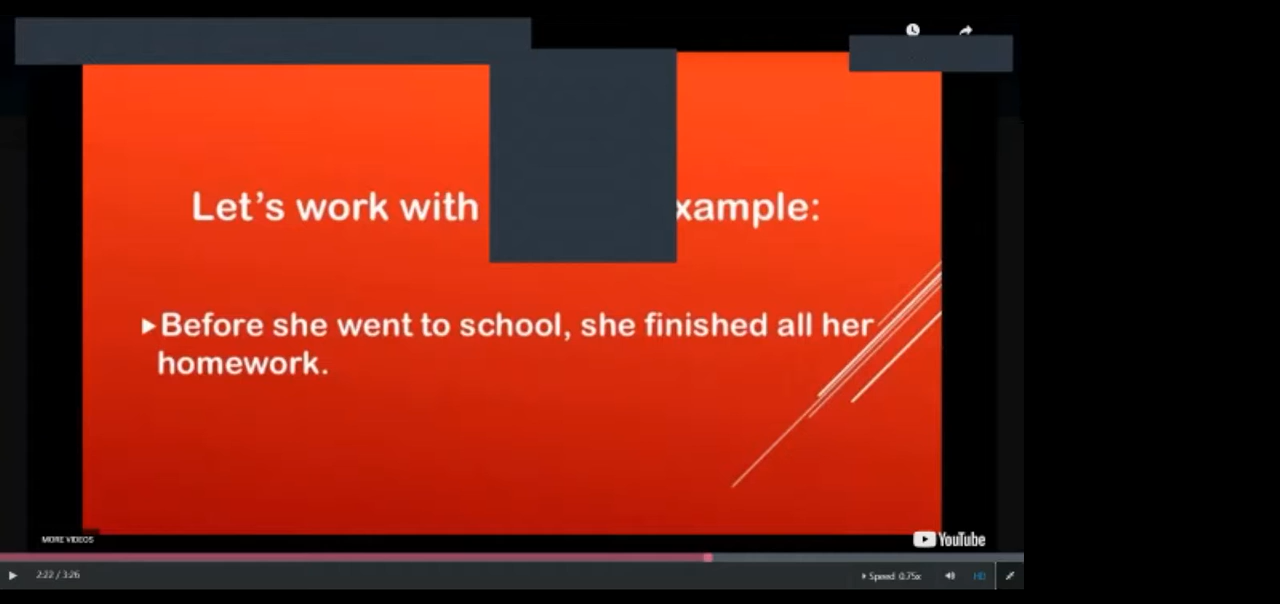 Let's work with xample:
▶Before she went to school, she finished all her
homework.
MORE VIDEOS
YouTube
2:22 / 3:26
Speed 0.75x
HD